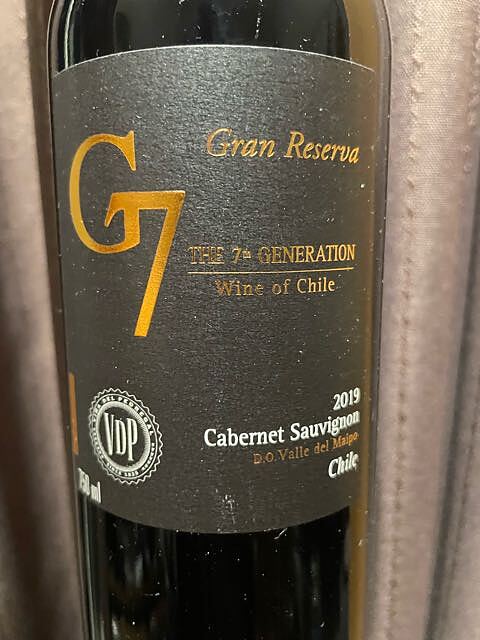 Gran Reserva
G7
THE 7th GENERATION
Wine of Chile
2019
Cabernet Sauvignon
D.O. Valle del Maipo
Chile
VDP
750 ml